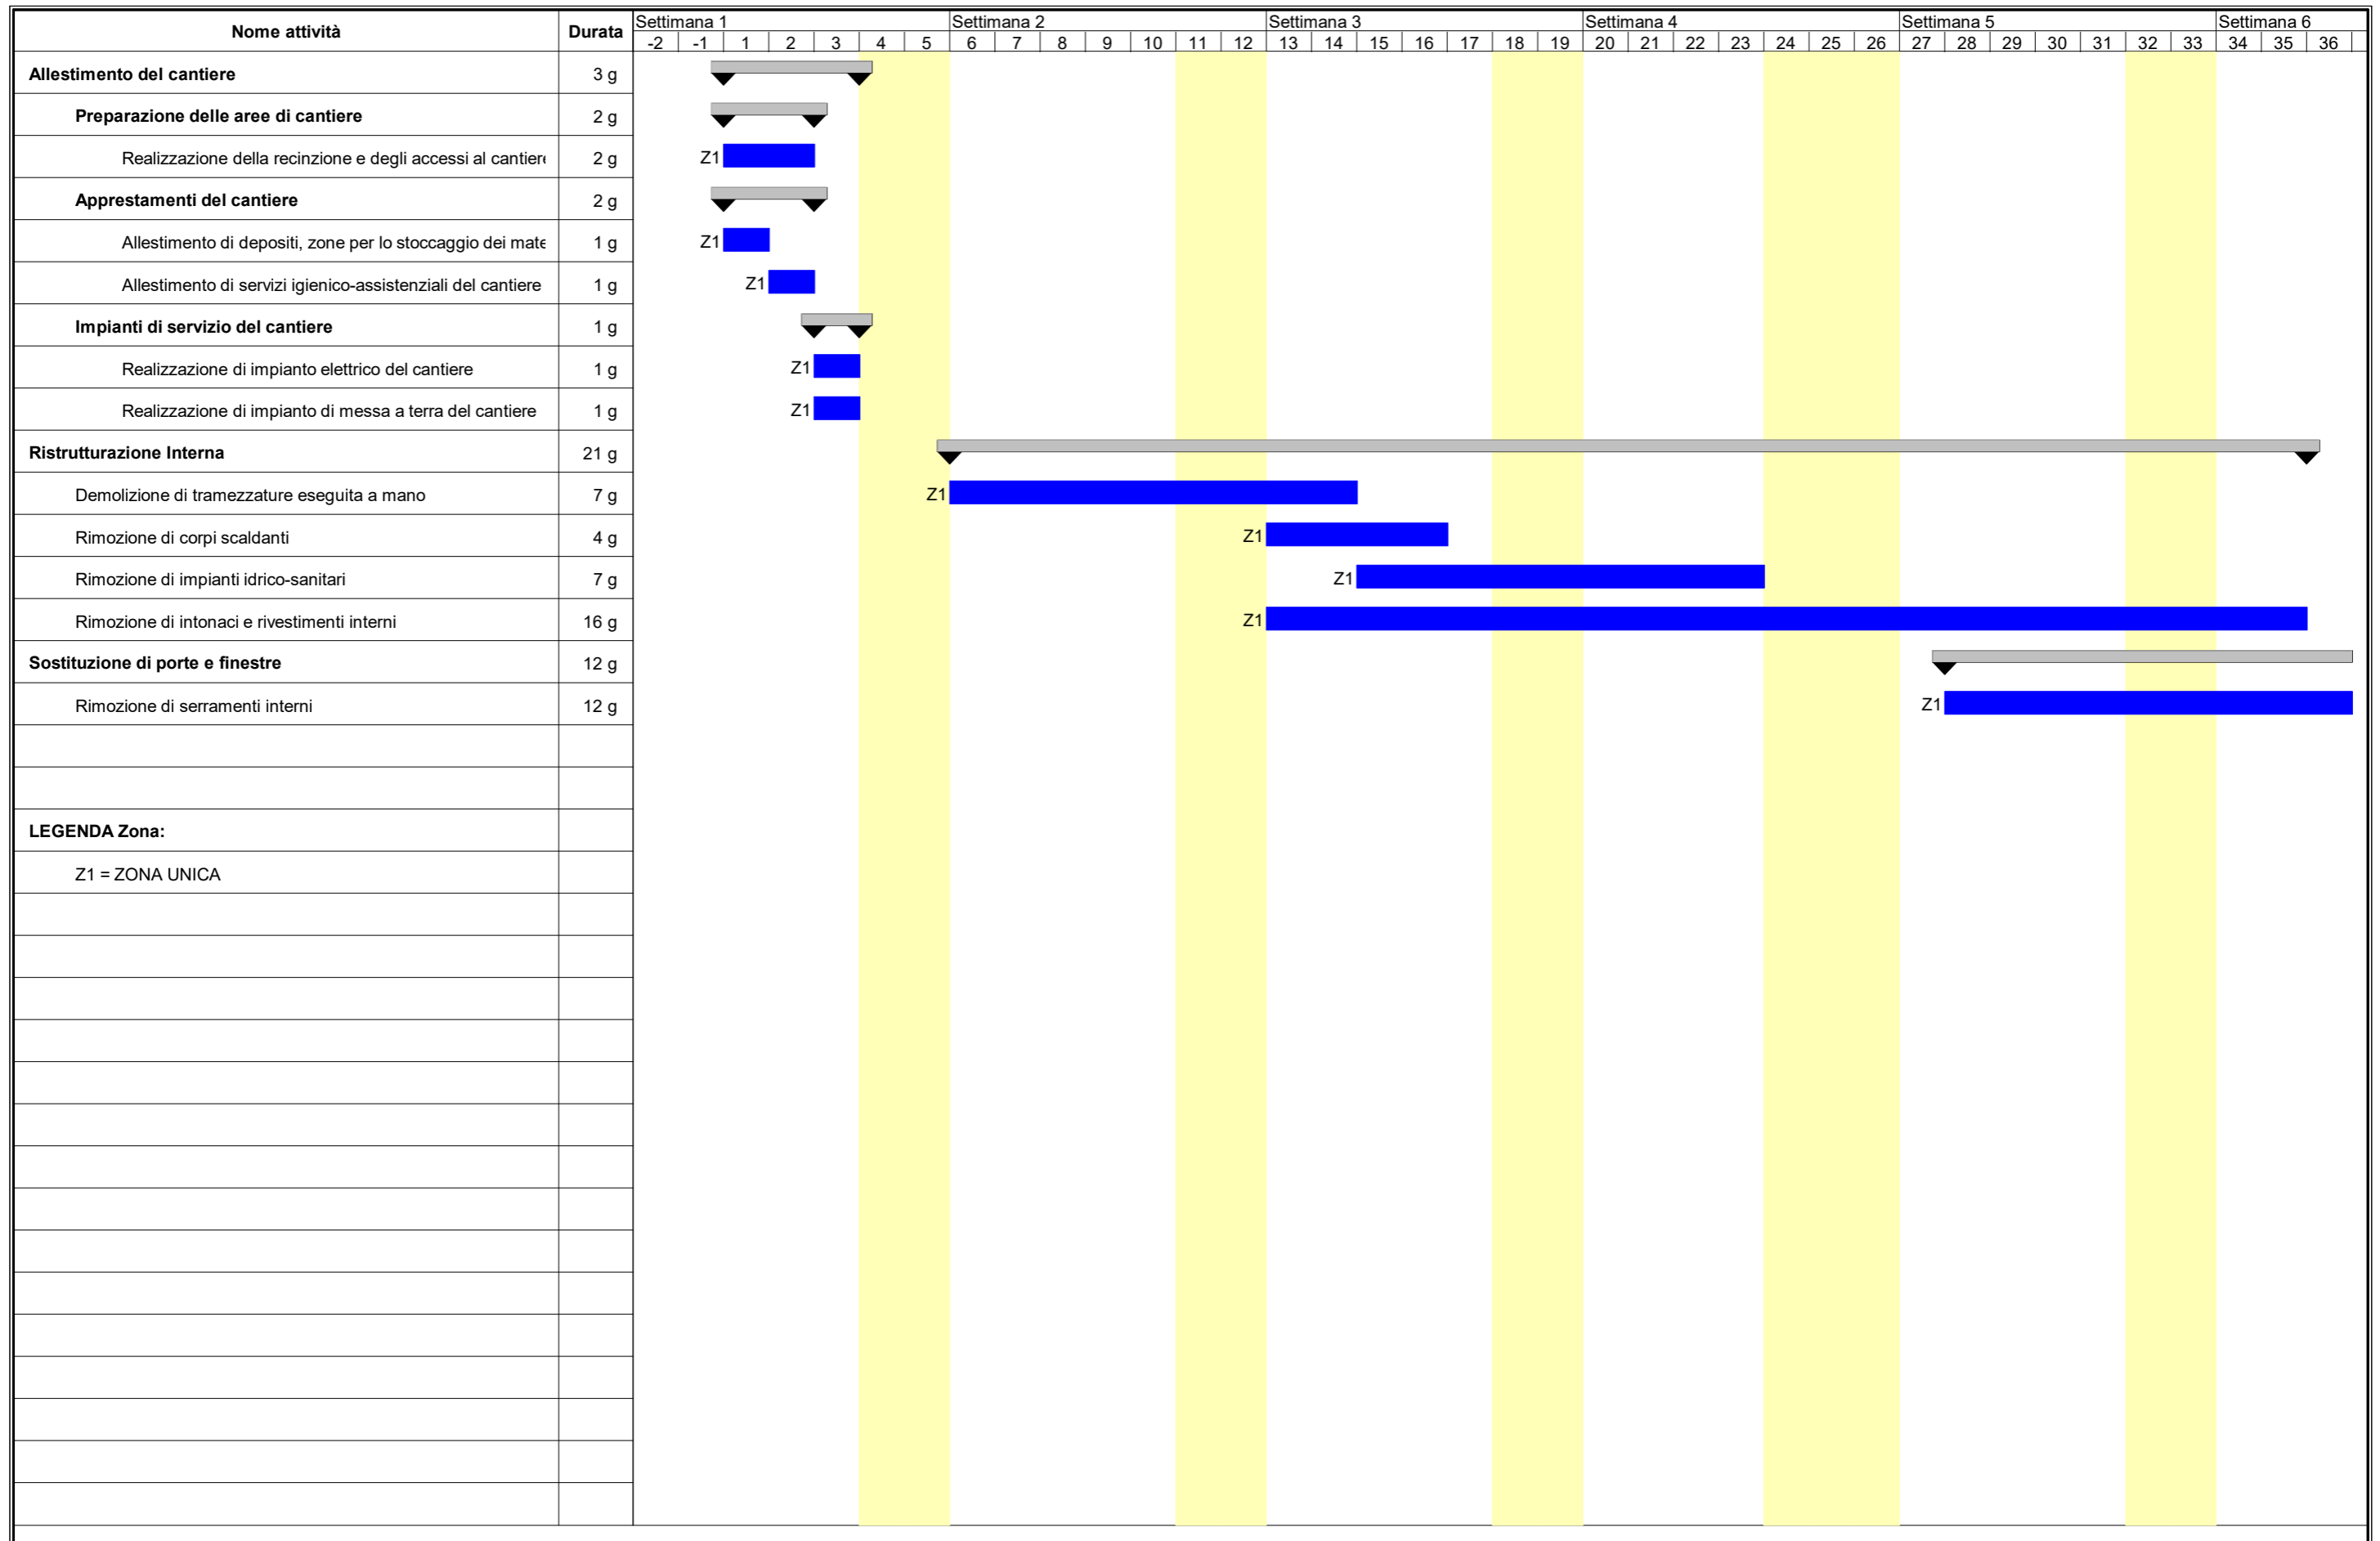 Nome attività Durata Settimana 1 Settimana 2 Settimana 3 Settimana 4 Settimana 5 Settimana 6
-2 -1 1 2 3 4 5 6 7 8 9 10 11 12 13 14 15 16 17 18 19 20 21 22 23 24 25 26 27 28 29 30 31 32 33 34 35 36
Allestimento del cantiere 3 g
Preparazione delle aree di cantiere 2 g
Realizzazione della recinzione e degli accessi al cantiere 2 g Z1
Apprestamenti del cantiere 2 g
Allestimento di depositi, zone per lo stoccaggio dei mate 1 g Z1
Allestimento di servizi igienico-assistenziali del cantiere 1 g Z1
Impianti di servizio del cantiere 1 g
Realizzazione di impianto elettrico del cantiere 1 g Z1
Realizzazione di impianto di messa a terra del cantiere 1 g Z1
Ristrutturazione Interna 21 g
Demolizione di tramezzature eseguita a mano 7 g Z1
Rimozione di corpi scaldanti 4 g Z1
Rimozione di impianti idrico-sanitari 7 g Z1
Rimozione di intonaci e rivestimenti interni 16 g Z1
Sostituzione di porte e finestre 12 g
Rimozione di serramenti interni 12 g Z1
LEGENDA Zona:
Z1 = ZONA UNICA